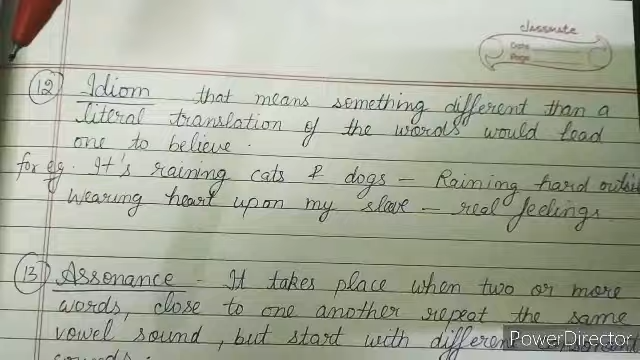 classmate
Date
Page
12 Idiom that means something different than a
literal translation of the words would lead
one to believe.
for eg. It's raining cats & dogs - Raining hard outsi
wearing heart upon my slave - real feelings
13 Assonance - It takes place when two or more
words, close to one another repeat the same
vowel sound, but start with different
PowerDirector